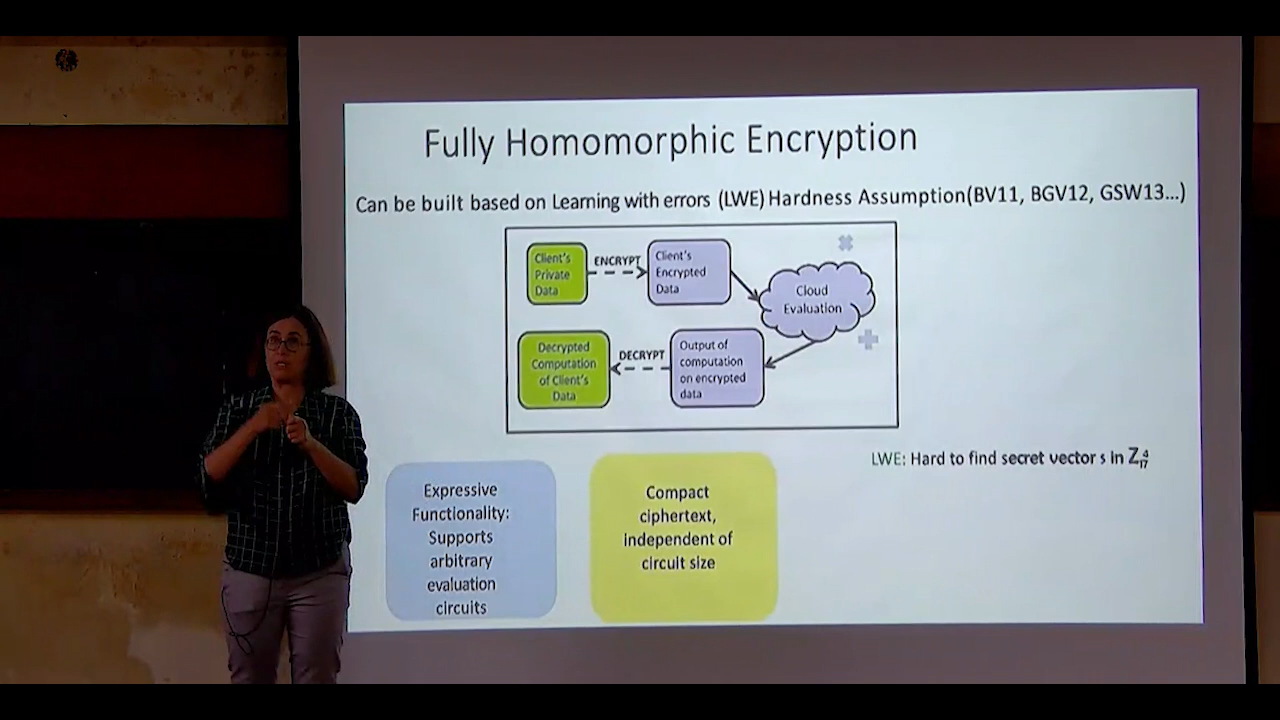 Fully Homomorphic Encryption
Can be built based on Learning with errors (LWE) Hardness Assumption(BV11, BGV12, GSW13...)
Client's
Private
Data
ENCRYPT
Client's
Encrypted
Data
Cloud
Evaluation
Decrypted
Computation
of Client's
Data
DECRYPT
Output of
computation
on encrypted
data
LWE: Hard to find secret vector s in Z₁₇⁴
Expressive
Functionality:
Supports
arbitrary
evaluation
circuits
Compact
ciphertext,
independent of
circuit size